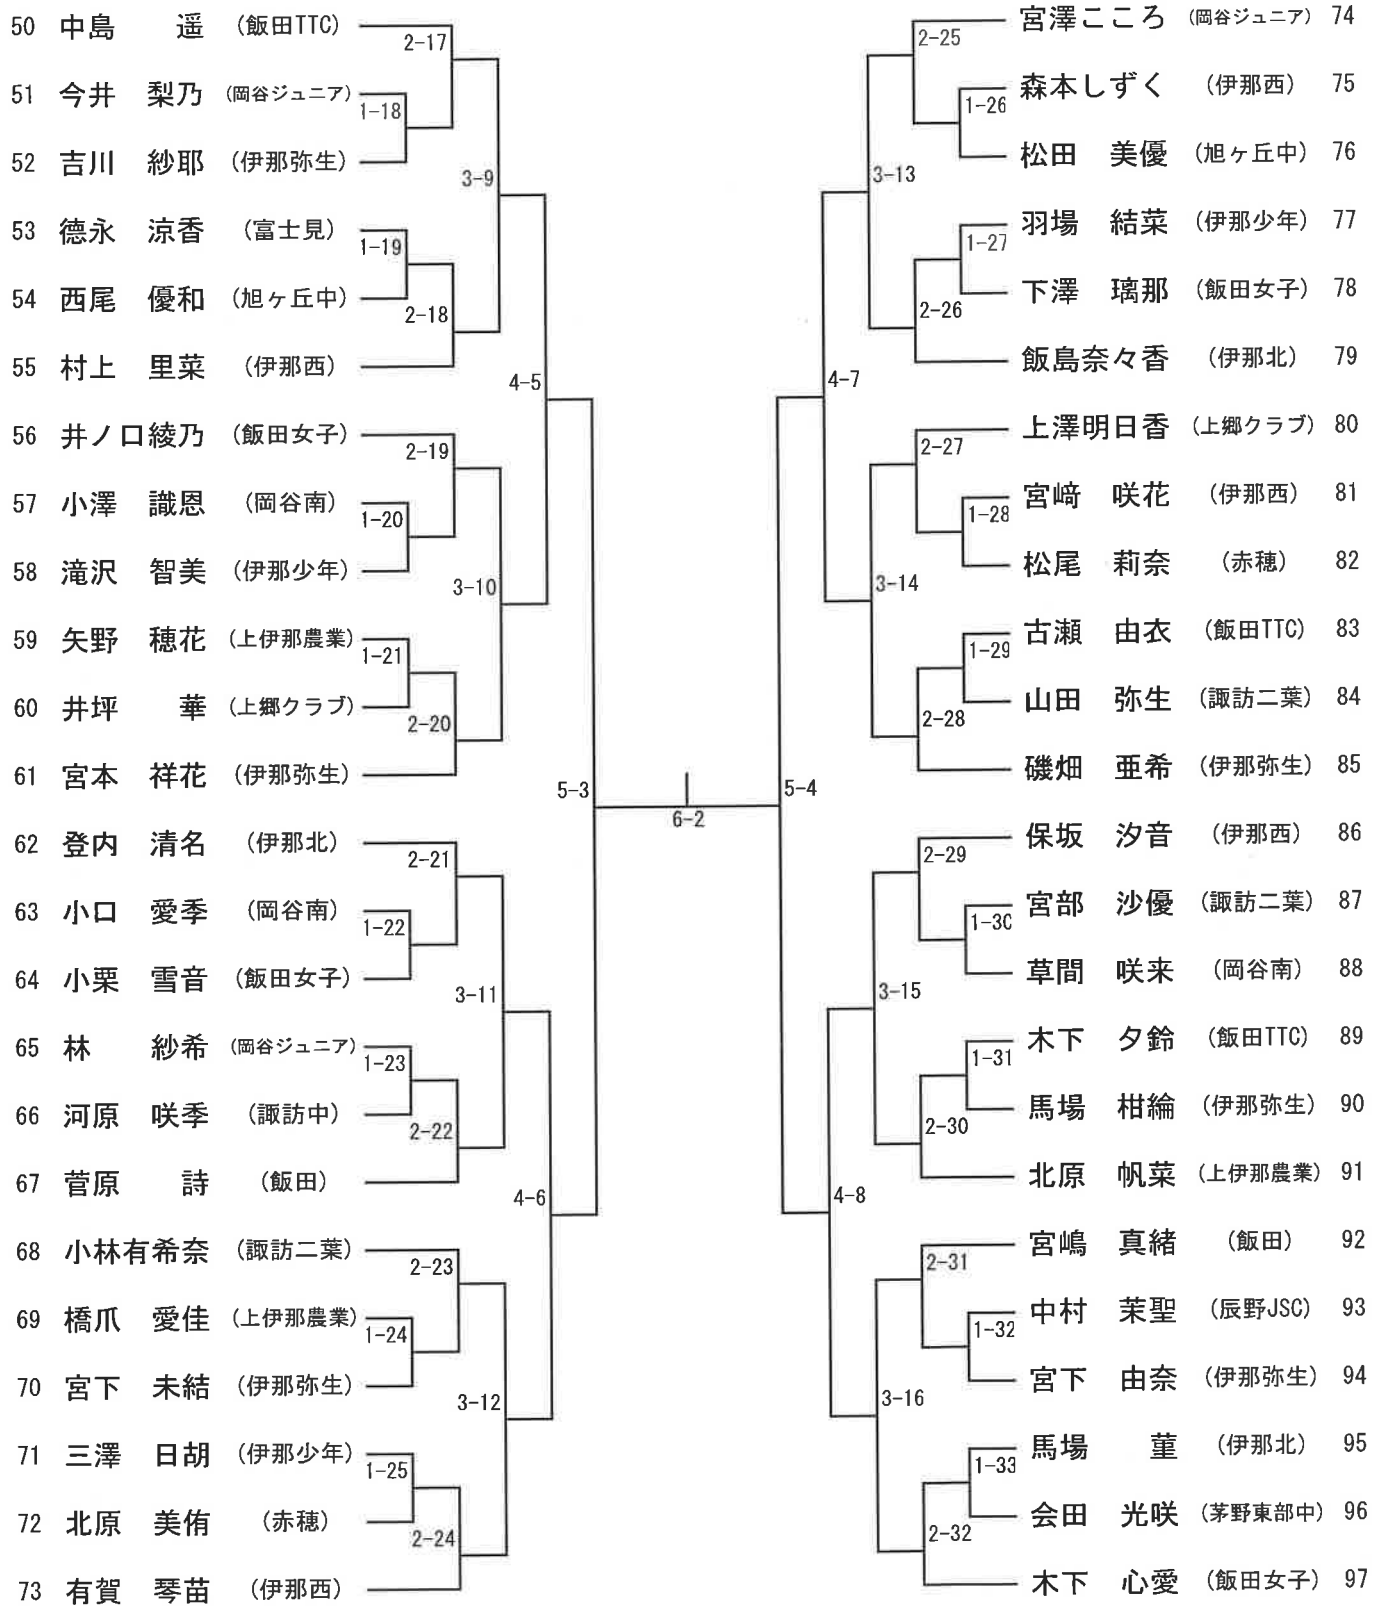 50 中島 遥 (飯田TTC)
2-17
51 今井 梨乃 (岡谷ジュニア)
1-18
52 吉川 紗耶 (伊那弥生)
3-9
53 德永 涼香 (富士見)
1-19
54 西尾 優和 (旭ヶ丘中)
2-18
55 村上 里菜 (伊那西)
4-5
56 井ノ口綾乃 (飯田女子)
2-19
57 小澤 識恩 (岡谷南)
1-20
58 滝沢 智美 (伊那少年)
3-10
59 矢野 穂花 (上伊那農業)
1-21
60 井坪 華 (上郷クラブ)
2-20
61 宮本 祥花 (伊那弥生)
5-3
62 登内 清名 (伊那北)
2-21
63 小口 愛季 (岡谷南)
1-22
64 小栗 雪音 (飯田女子)
3-11
65 林 紗希 (岡谷ジュニア)
1-23
66 河原 咲季 (諏訪中)
2-22
67 菅原 詩 (飯田)
4-6
68 小林有希奈 (諏訪二葉)
2-23
69 橋爪 愛佳 (上伊那農業)
1-24
70 宮下 未結 (伊那弥生)
3-12
71 三澤 日胡 (伊那少年)
1-25
72 北原 美侑 (赤穂)
2-24
73 有賀 琴苗 (伊那西)
6-2
宮澤こころ (岡谷ジュニア) 74
2-25
森本しずく (伊那西) 75
1-26
松田 美優 (旭ヶ丘中) 76
3-13
羽場 結菜 (伊那少年) 77
1-27
下澤 璃那 (飯田女子) 78
2-26
飯島奈々香 (伊那北) 79
4-7
上澤明日香 (上郷クラブ) 80
2-27
宮﨑 咲花 (伊那西) 81
1-28
松尾 莉奈 (赤穂) 82
3-14
古瀬 由衣 (飯田TTC) 83
1-29
山田 弥生 (諏訪二葉) 84
2-28
磯畑 亜希 (伊那弥生) 85
5-4
保坂 汐音 (伊那西) 86
2-29
宮部 沙優 (諏訪二葉) 87
1-30
草間 咲来 (岡谷南) 88
3-15
木下 夕鈴 (飯田TTC) 89
1-31
馬場 柑綸 (伊那弥生) 90
2-30
北原 帆菜 (上伊那農業) 91
4-8
宮嶋 真緒 (飯田) 92
2-31
中村 茉聖 (辰野JSC) 93
1-32
宮下 由奈 (伊那弥生) 94
3-16
馬場 菫 (伊那北) 95
1-33
会田 光咲 (茅野東部中) 96
2-32
木下 心愛 (飯田女子) 97